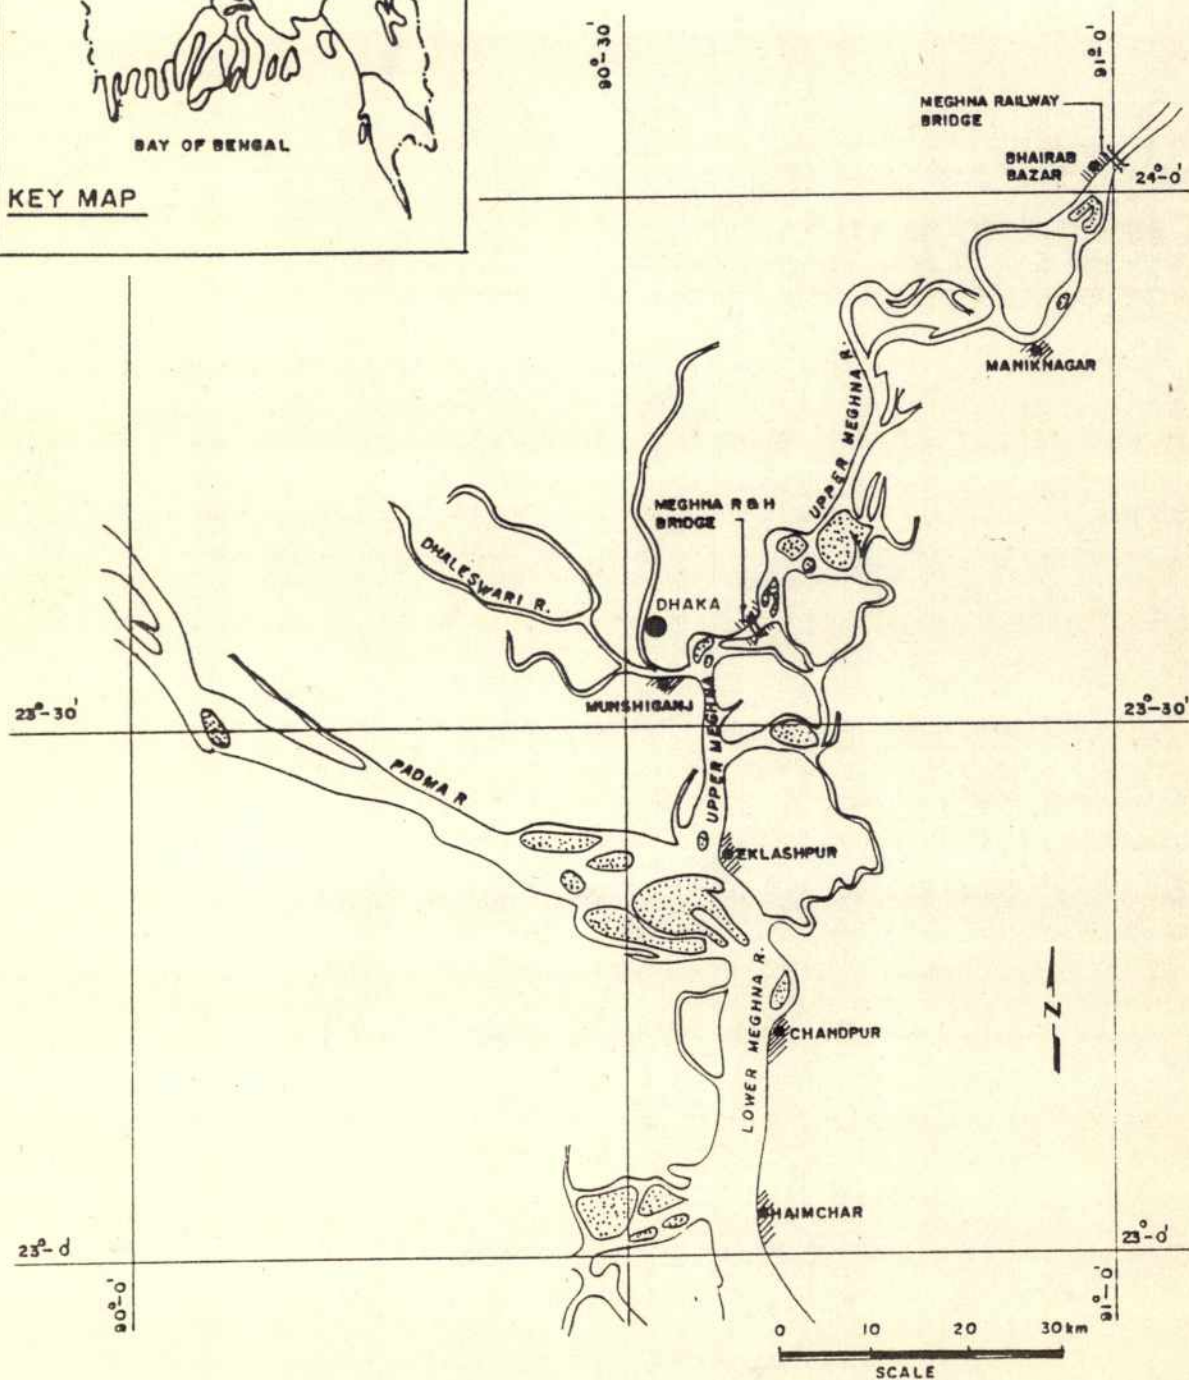 BAY OF BENGAL
KEY MAP
90°-30'
91°-0'
MEGHNA RAILWAY
BRIDGE
BHAIRAB
BAZAR
24°-0'
MANIKNAGAR
UPPER MEGHNA R.
MEGHNA R & H
BRIDGE
DHALESWARI R.
DHAKA
MUNSHIGANJ
23°-30'
23°-30'
UPPER MEGHNA
PADMA R
EKLASHPUR
LOWER MEGHNA R.
N
CHANDPUR
HAIMCHAR
23°-0'
23°-0'
90°-0'
91°-0'
0 10 20 30 km
SCALE